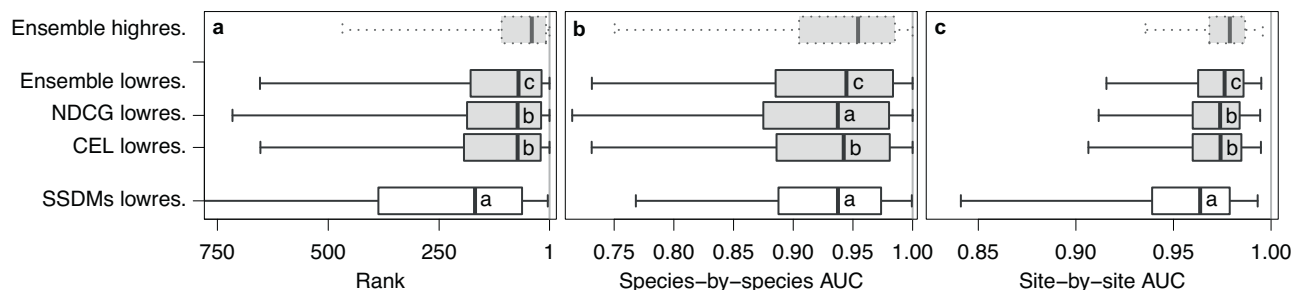 Ensemble highres.
Ensemble lowres.
NDCG lowres.
CEL lowres.
SSDMs lowres.
a
c
b
b
a
750 500 250 1
Rank
b
c
a
b
a
0.75 0.80 0.85 0.90 0.95 1.00
Species−by−species AUC
c
c
b
b
a
0.85 0.90 0.95 1.00
Site−by−site AUC